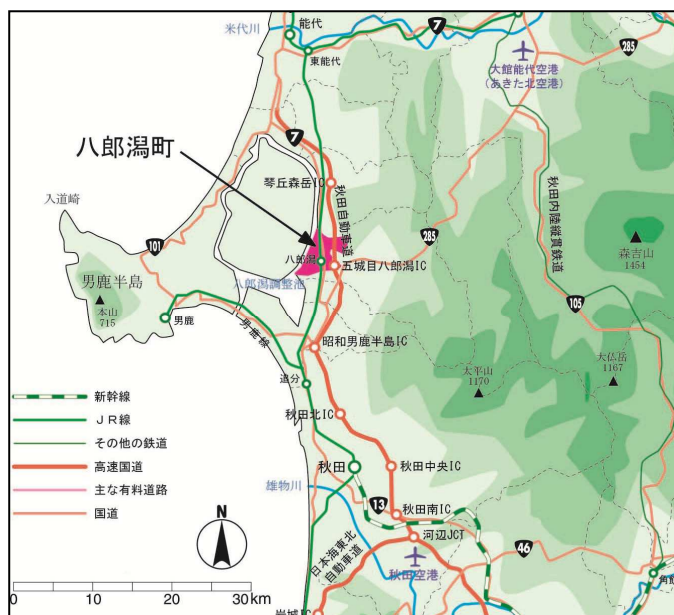 米代川
能代
7
東能代
大館能代空港
(あきた北空港)
285
八郎潟町
7
琴丘森岳IC
秋田自動車道
秋田内陸縦貫鉄道
入道崎
101
285
森吉山
1454
八郎潟
五城目八郎潟IC
八郎潟調整池
男鹿半島
本山
715
男鹿
男鹿線
105
昭和男鹿半島IC
大仏岳
1167
太平山
1170
追分
新幹線
JR線
秋田北IC
その他の鉄道
高速国道
秋田
秋田中央IC
主な有料道路
雄物川
国道
13
秋田南IC
N
河辺JCT
46
日本海東北
自動車道
秋田空港
0
10
20
30km
岩城IC